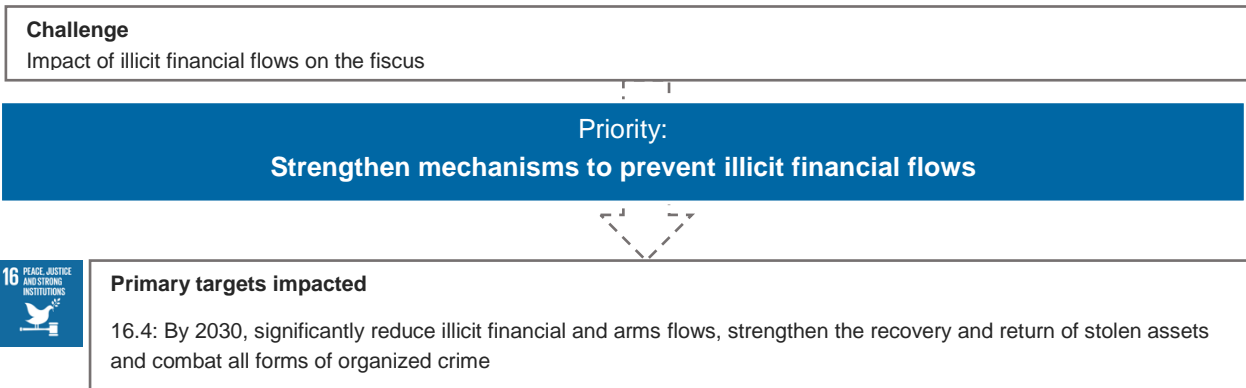 Challenge
Impact of illicit financial flows on the fiscus
Priority:
Strengthen mechanisms to prevent illicit financial flows
16 PEACE, JUSTICE
AND STRONG
INSTITUTIONS
Primary targets impacted
16.4: By 2030, significantly reduce illicit financial and arms flows, strengthen the recovery and return of stolen assets
and combat all forms of organized crime